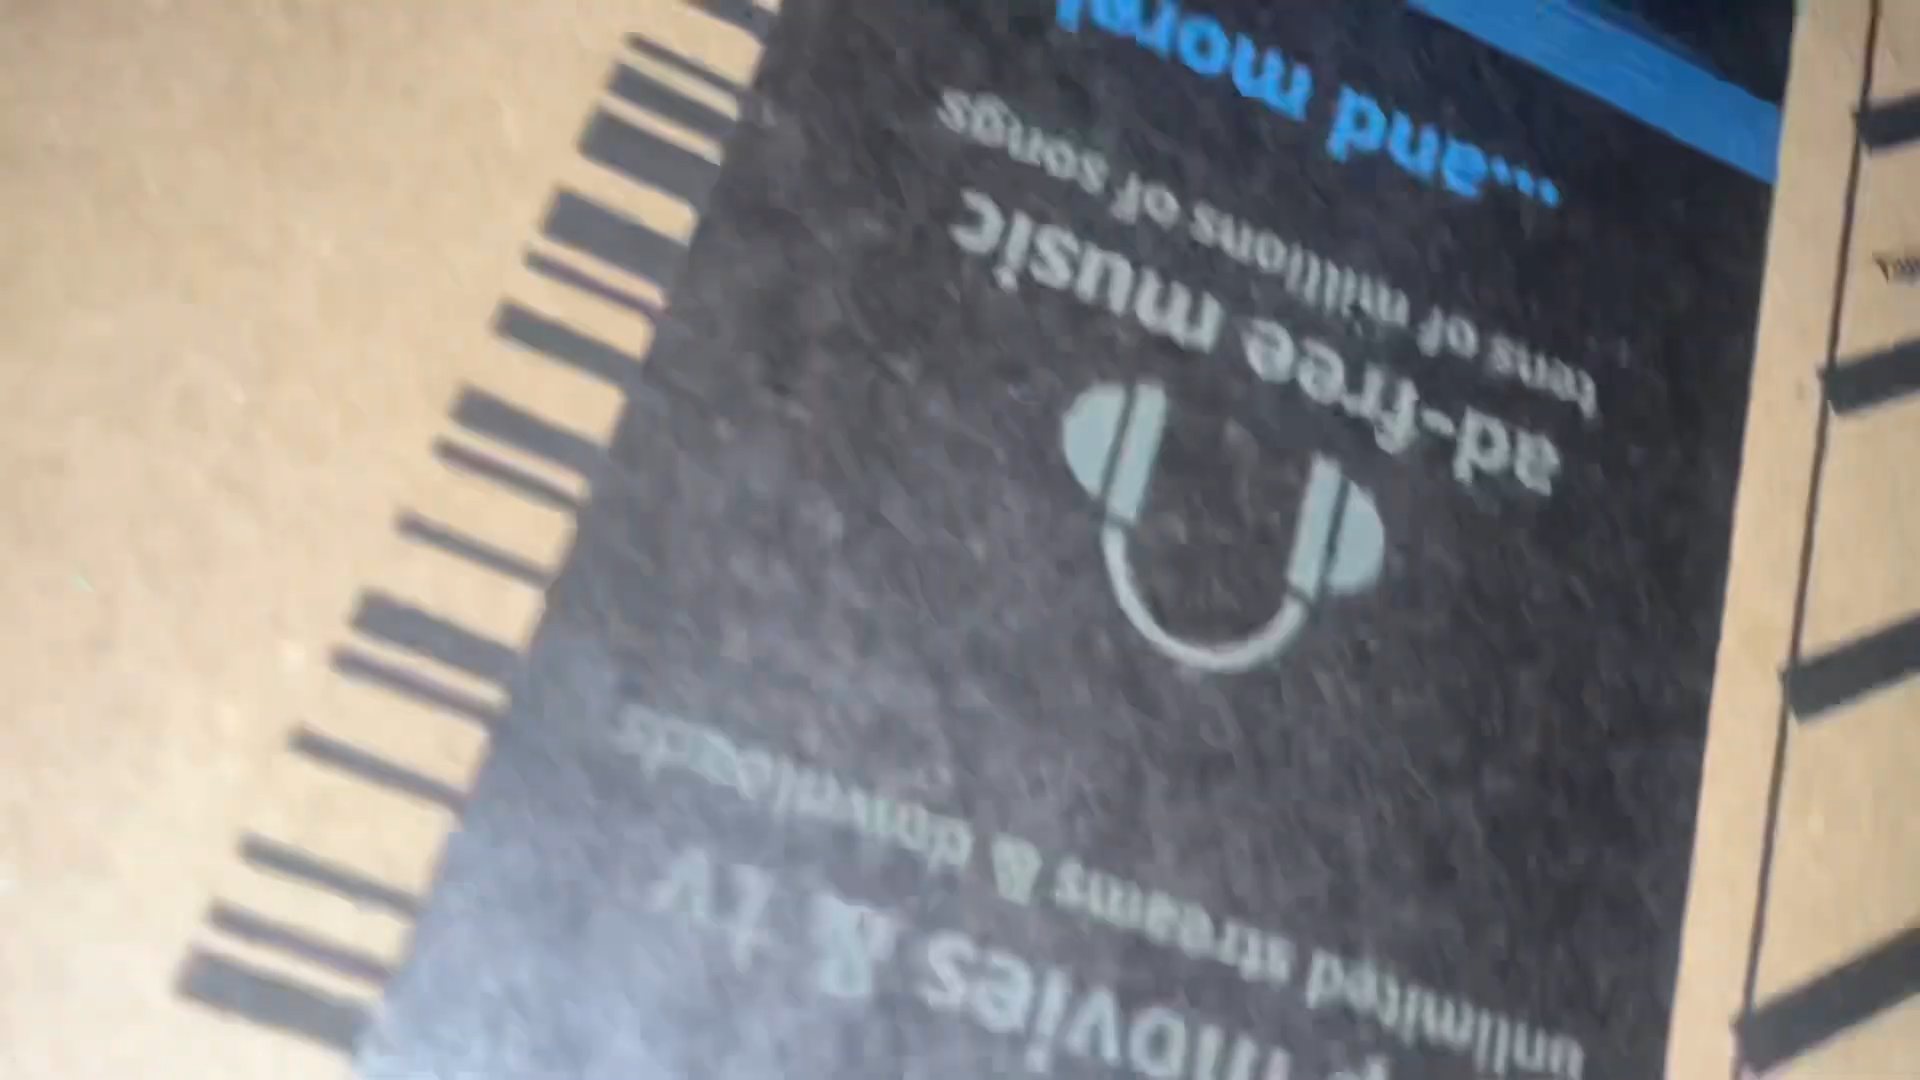 movies & tv
unlimited streams & downloads
ad-free music
tens of millions of songs
...and more!